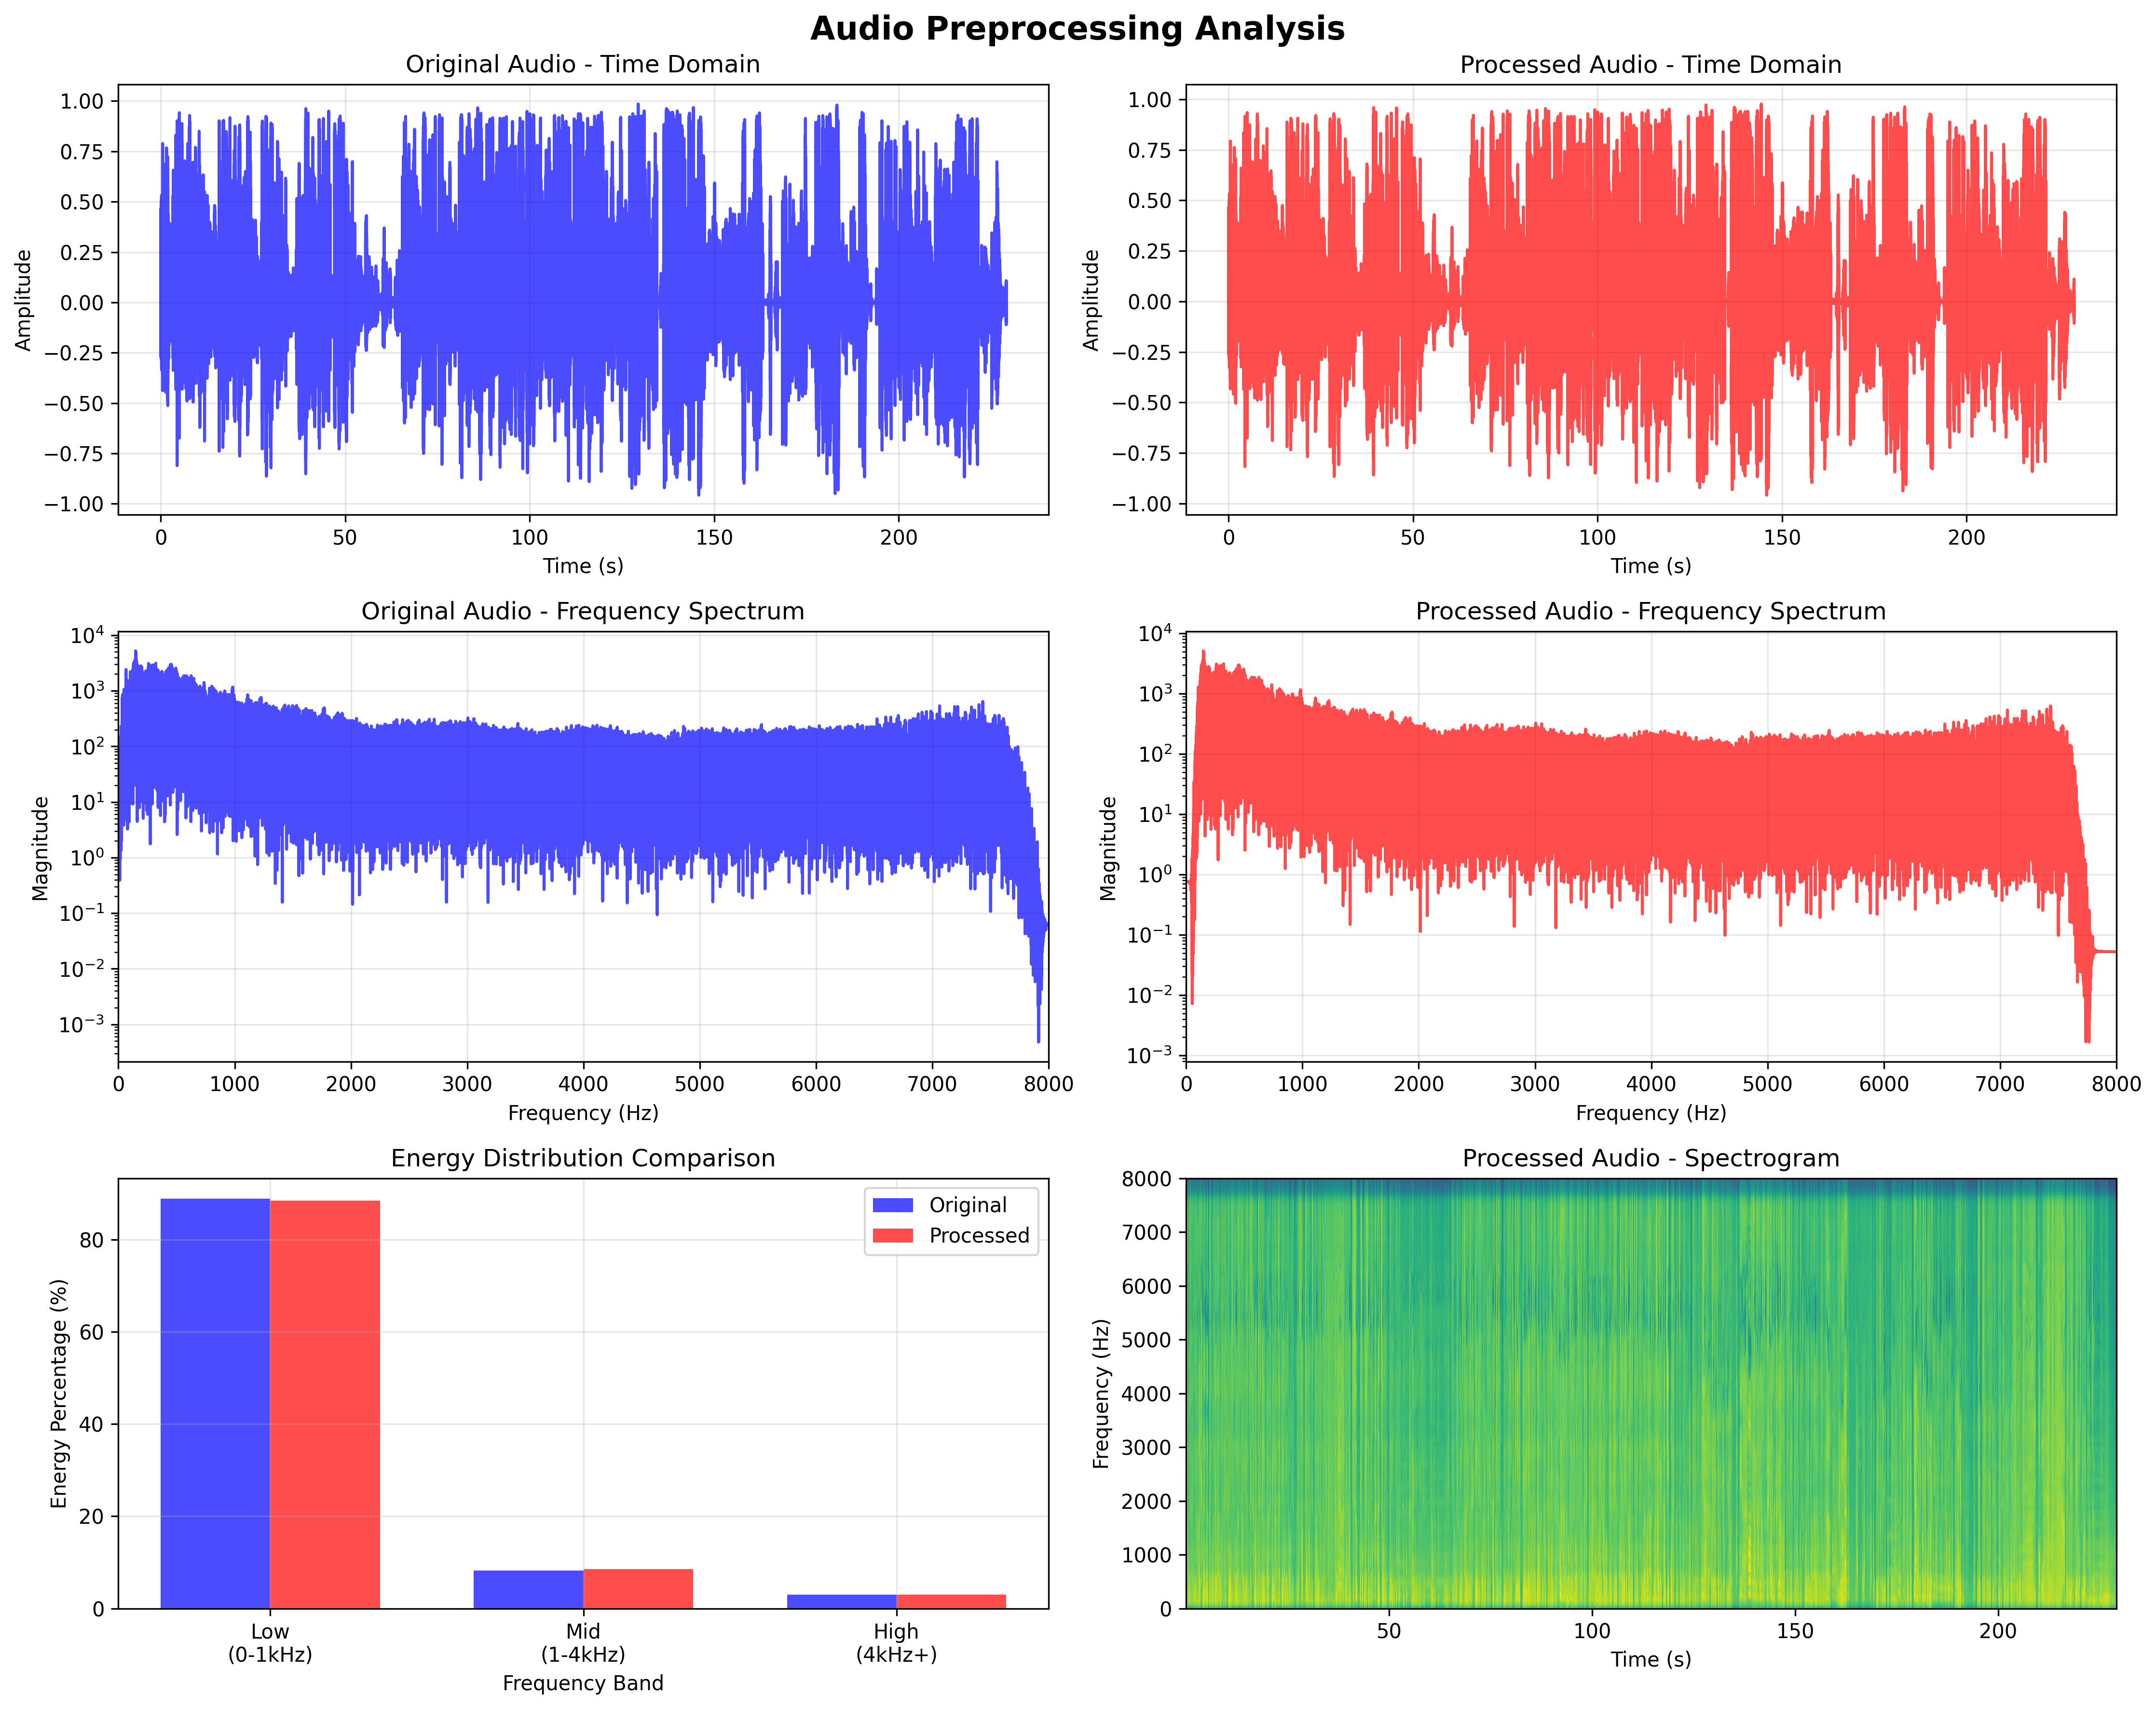 Audio Preprocessing Analysis
Original Audio - Time Domain
1.00
0.75
0.50
0.25
0.00
−0.25
−0.50
−0.75
−1.00
Amplitude
0 50 100 150 200
Time (s)
Processed Audio - Time Domain
1.00
0.75
0.50
0.25
0.00
−0.25
−0.50
−0.75
−1.00
Amplitude
0 50 100 150 200
Time (s)
Original Audio - Frequency Spectrum
10⁴
10³
10²
10¹
10⁰
10⁻¹
10⁻²
10⁻³
Magnitude
0 1000 2000 3000 4000 5000 6000 7000 8000
Frequency (Hz)
Processed Audio - Frequency Spectrum
10⁴
10³
10²
10¹
10⁰
10⁻¹
10⁻²
10⁻³
Magnitude
0 1000 2000 3000 4000 5000 6000 7000 8000
Frequency (Hz)
Energy Distribution Comparison
Original
Processed
80
60
40
20
0
Energy Percentage (%)
Low Mid High
(0-1kHz) (1-4kHz) (4kHz+)
Frequency Band
Processed Audio - Spectrogram
8000
7000
6000
5000
4000
3000
2000
1000
0
Frequency (Hz)
50 100 150 200
Time (s)